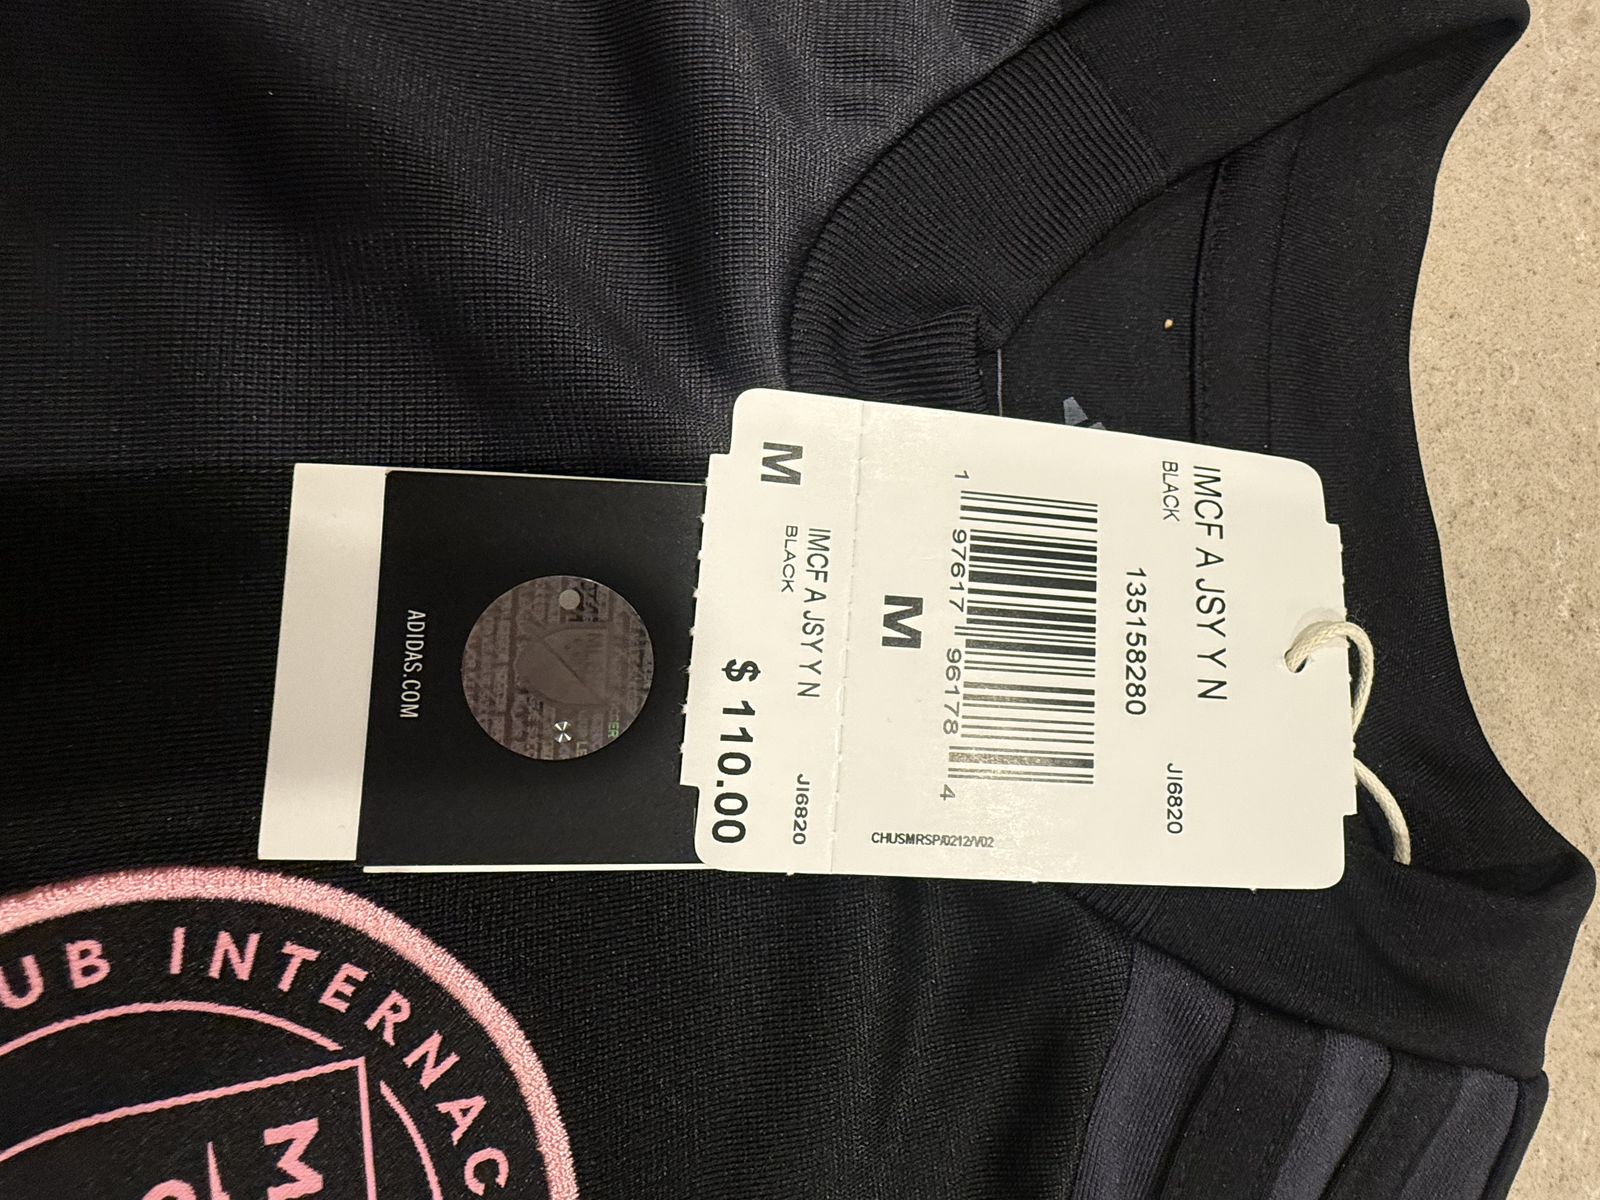 IMCF A JSY Y N
BLACK
JI6820
135158280
1 97617 96178 4
M
CHUSMRSP/0212/V02
IMCF A JSY Y N
BLACK
JI6820
M
$ 110.00
ADIDAS.COM
UB INTERNAC
M